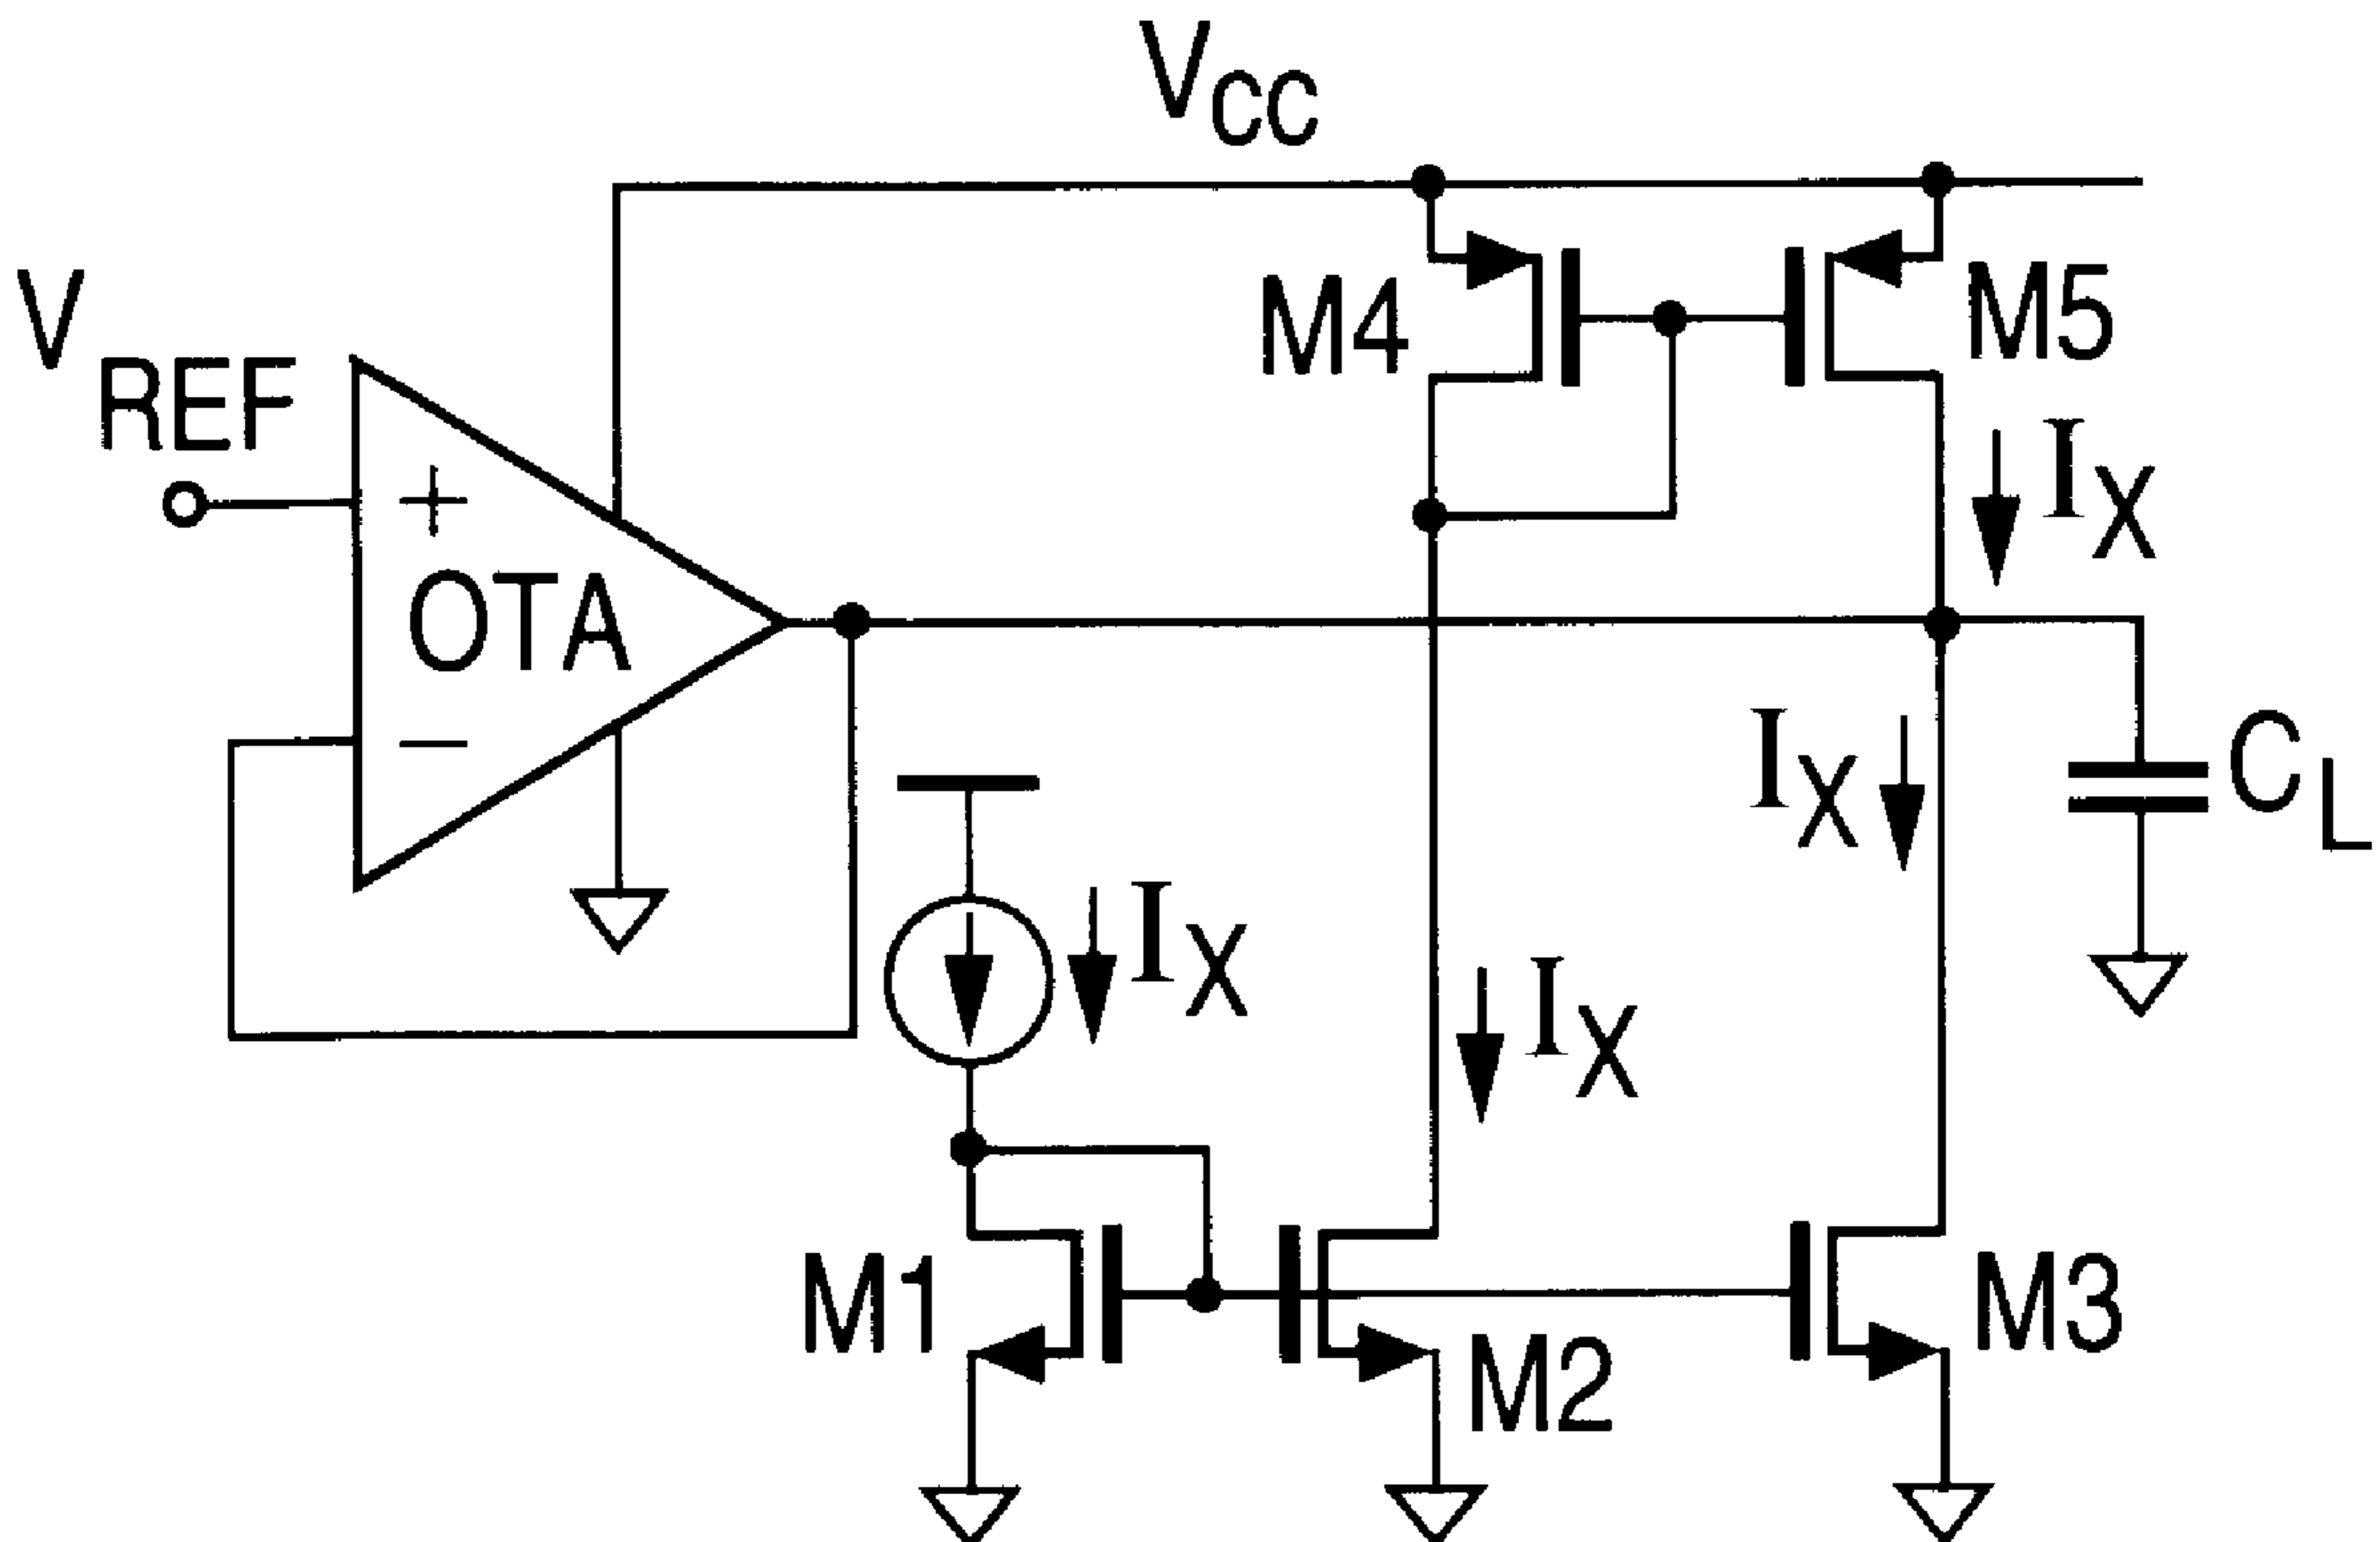 VCC
VREF
M4
M5
+
OTA
−
IX
IX
CL
IX
IX
M1
M2
M3